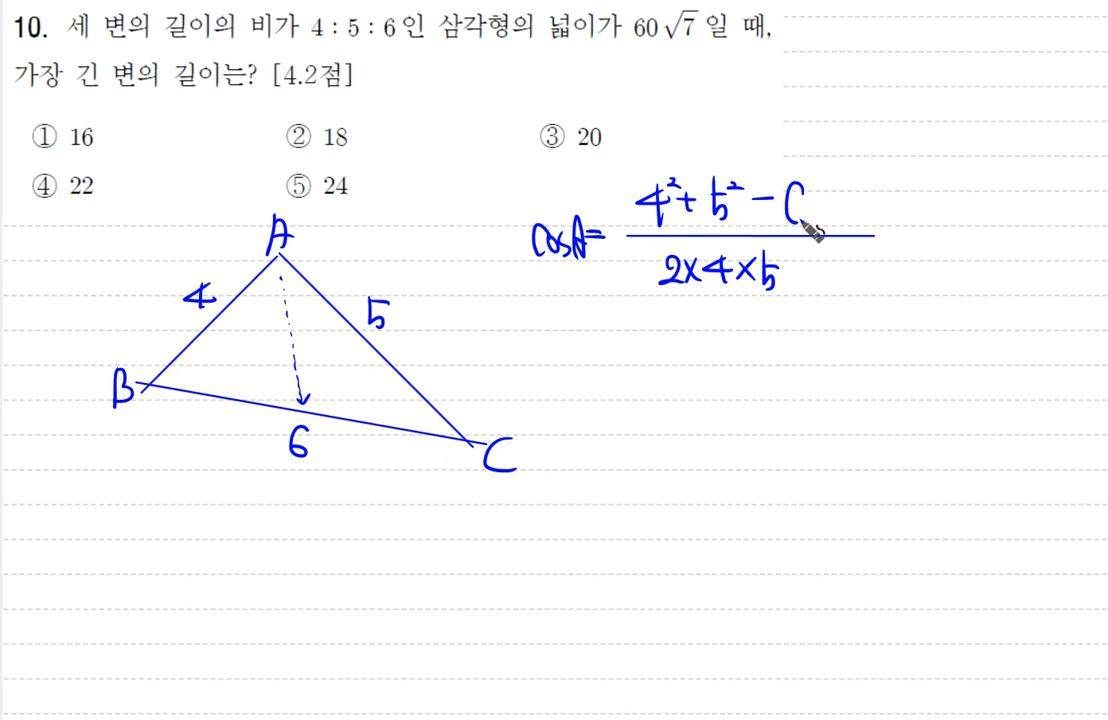 10. 세 변의 길이의 비가 4 : 5 : 6인 삼각형의 넓이가 60√7 일 때,
가장 긴 변의 길이는? [4.2점]
① 16 ② 18 ③ 20
④ 22 ⑤ 24
cosA= (4²+5²-C)/(2×4×5)
A
4 5
B
6
C